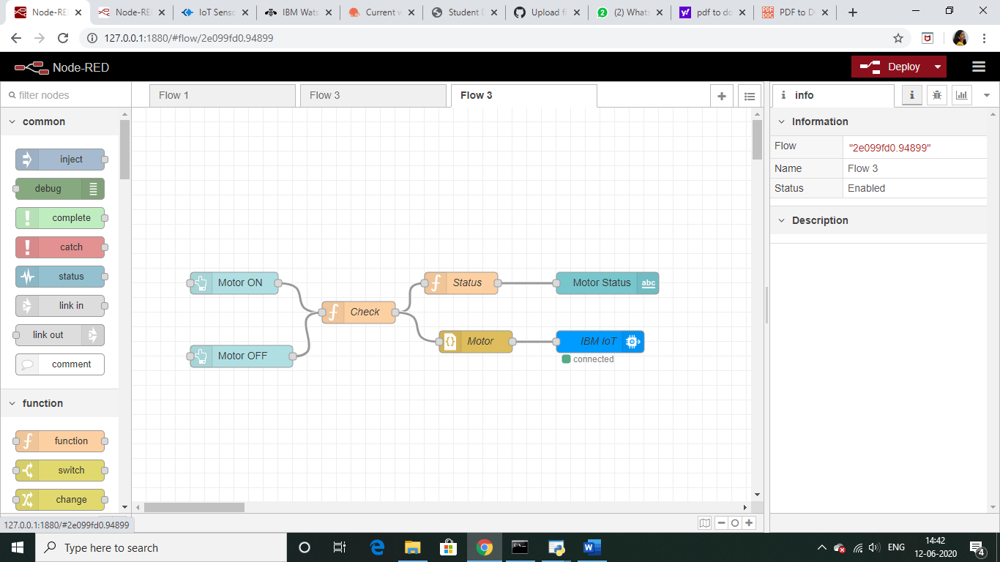 Node-RED
Node-RE
IoT Senso
IBM Wats
Current w
Student D
Upload fi
(2) Whats
pdf to do
PDF to D
127.0.0.1:1880/#flow/2e099fd0.94899
Node-RED
Deploy
filter nodes
Flow 1
Flow 3
Flow 3
info
common
inject
debug
complete
catch
status
link in
link out
comment
function
function
switch
change
Motor ON
Motor OFF
Check
Status
Motor Status
abc
Motor
IBM IoT
connected
Information
Flow "2e099fd0.94899"
Name Flow 3
Status Enabled
Description
127.0.0.1:1880/#2e099fd0.94899
Type here to search
ENG
14:42
12-06-2020
4